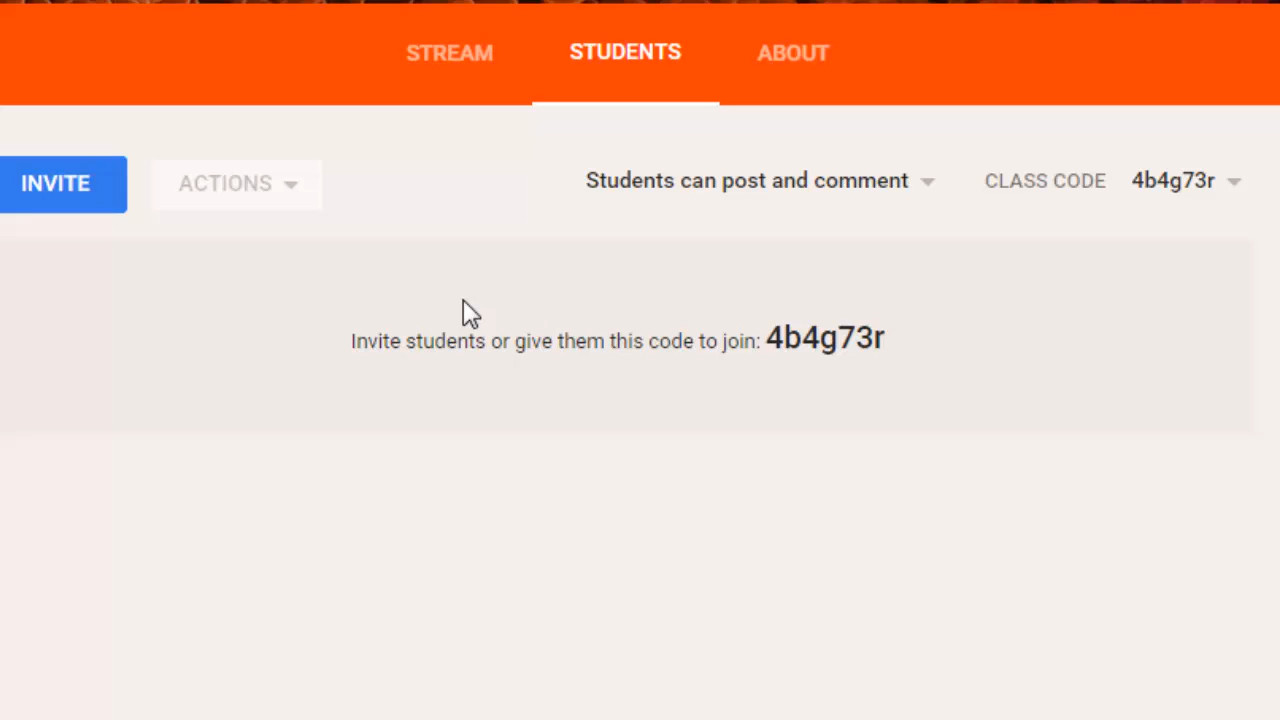 STREAM STUDENTS ABOUT
INVITE ACTIONS Students can post and comment CLASS CODE 4b4g73r
Invite students or give them this code to join: 4b4g73r